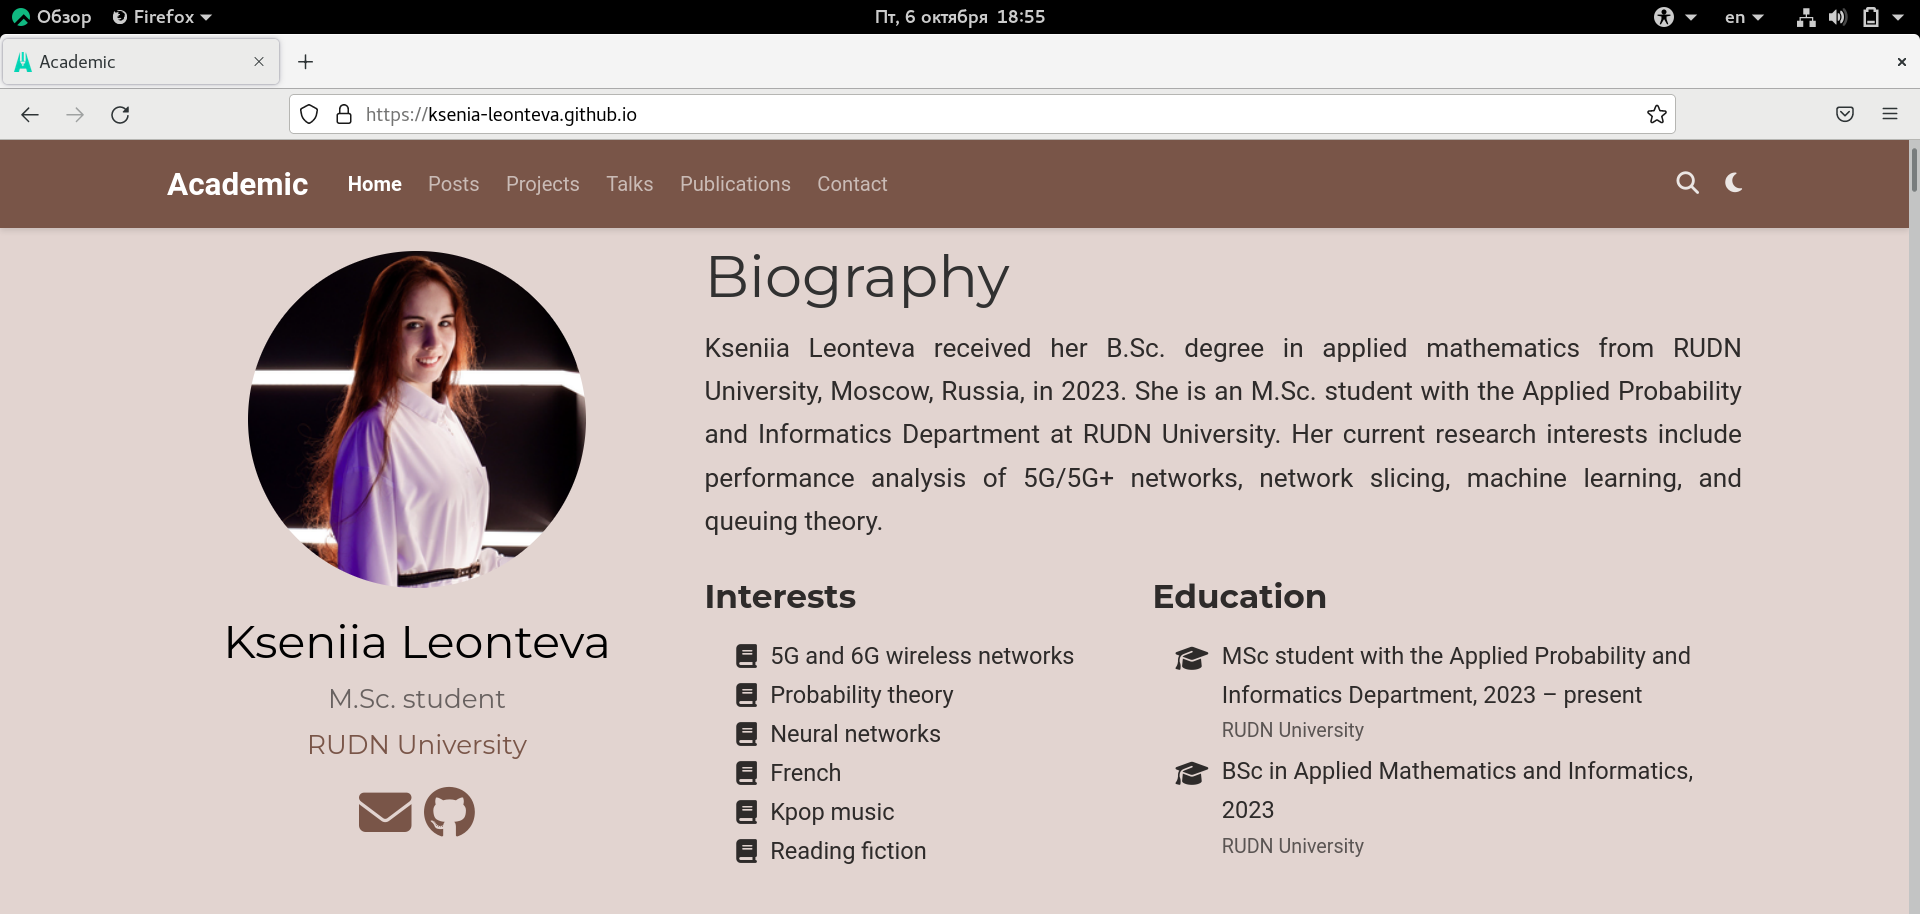 Обзор Firefox Пт, 6 октября 18:55 en
Academic
https://ksenia-leonteva.github.io
Academic Home Posts Projects Talks Publications Contact
Biography
Kseniia Leonteva received her B.Sc. degree in applied mathematics from RUDN
University, Moscow, Russia, in 2023. She is an M.Sc. student with the Applied Probability
and Informatics Department at RUDN University. Her current research interests include
performance analysis of 5G/5G+ networks, network slicing, machine learning, and
queuing theory.
Kseniia Leonteva
M.Sc. student
RUDN University
Interests
5G and 6G wireless networks
Probability theory
Neural networks
French
Kpop music
Reading fiction
Education
MSc student with the Applied Probability and
Informatics Department, 2023 – present
RUDN University
BSc in Applied Mathematics and Informatics,
2023
RUDN University